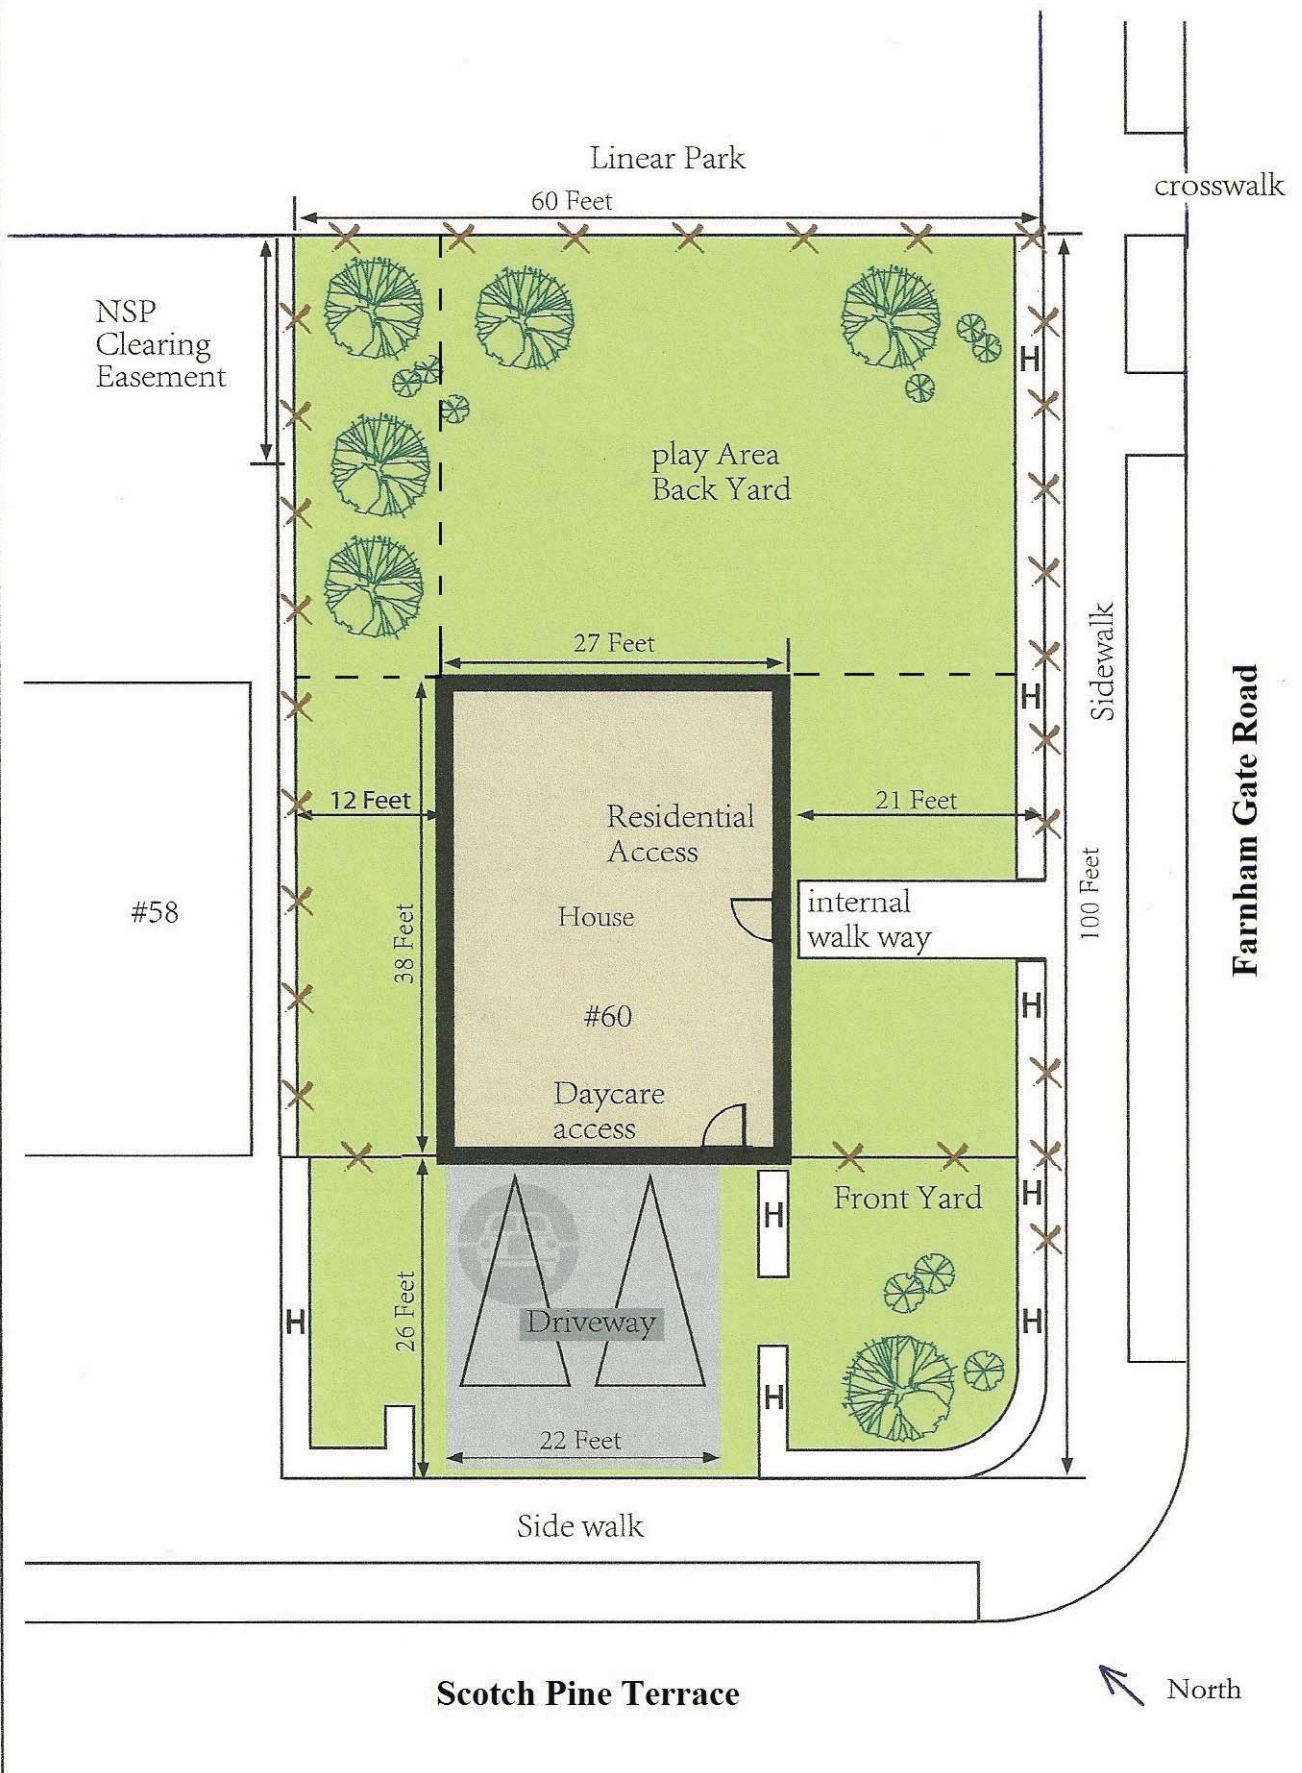 Linear Park
60 Feet
crosswalk
NSP
Clearing
Easement
H
play Area
Back Yard
27 Feet
H
Sidewalk
12 Feet
21 Feet
Residential
Access
100 Feet
Farnham Gate Road
#58
38 Feet
House
internal
walk way
H
#60
Daycare
access
H
Front Yard
H
H
26 Feet
Driveway
H
H
22 Feet
Side walk
Scotch Pine Terrace
North